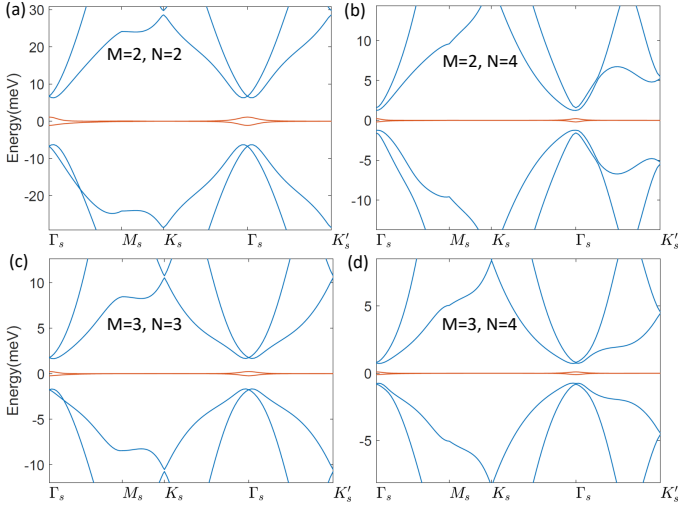 (a)
30
20
10
0
-10
-20
Energy(meV)
M=2, N=2
Γs Ms Ks Γs K's
(b)
10
5
0
-5
-10
M=2, N=4
Γs Ms Ks Γs K's
(c)
10
5
0
-5
-10
Energy(meV)
M=3, N=3
Γs Ms Ks Γs K's
(d)
5
0
-5
M=3, N=4
Γs Ms Ks Γs K's